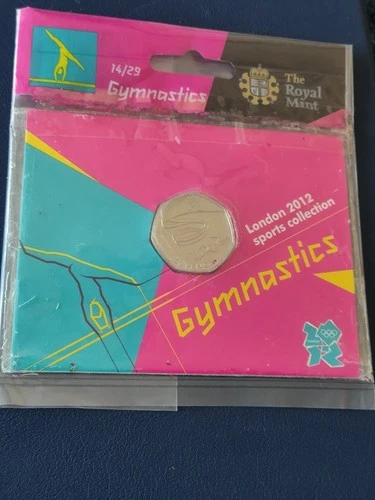 14/29
Gymnastics
The
Royal
Mint
London 2012
sports collection
Gymnastics